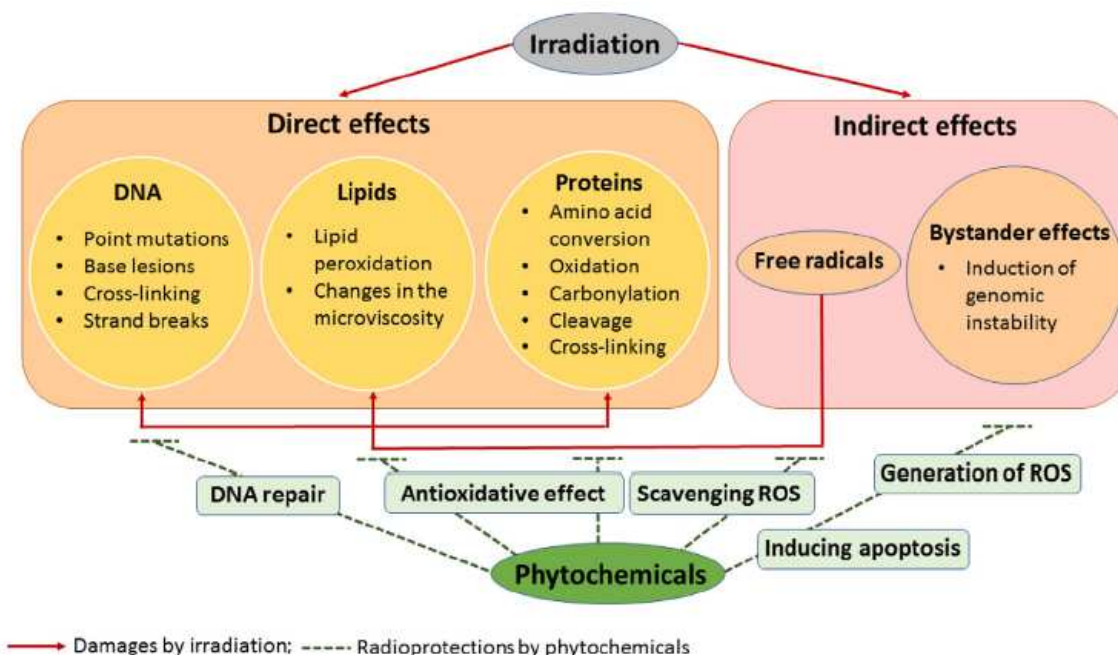 Irradiation
Direct effects
DNA
• Point mutations
• Base lesions
• Cross-linking
• Strand breaks
Lipids
• Lipid
peroxidation
• Changes in the
microviscosity
Proteins
• Amino acid
conversion
• Oxidation
• Carbonylation
• Cleavage
• Cross-linking
Indirect effects
Free radicals
Bystander effects
• Induction of
genomic
instability
DNA repair
Antioxidative effect
Scavenging ROS
Generation of ROS
Inducing apoptosis
Phytochemicals
Damages by irradiation;
Radioprotections by phytochemicals